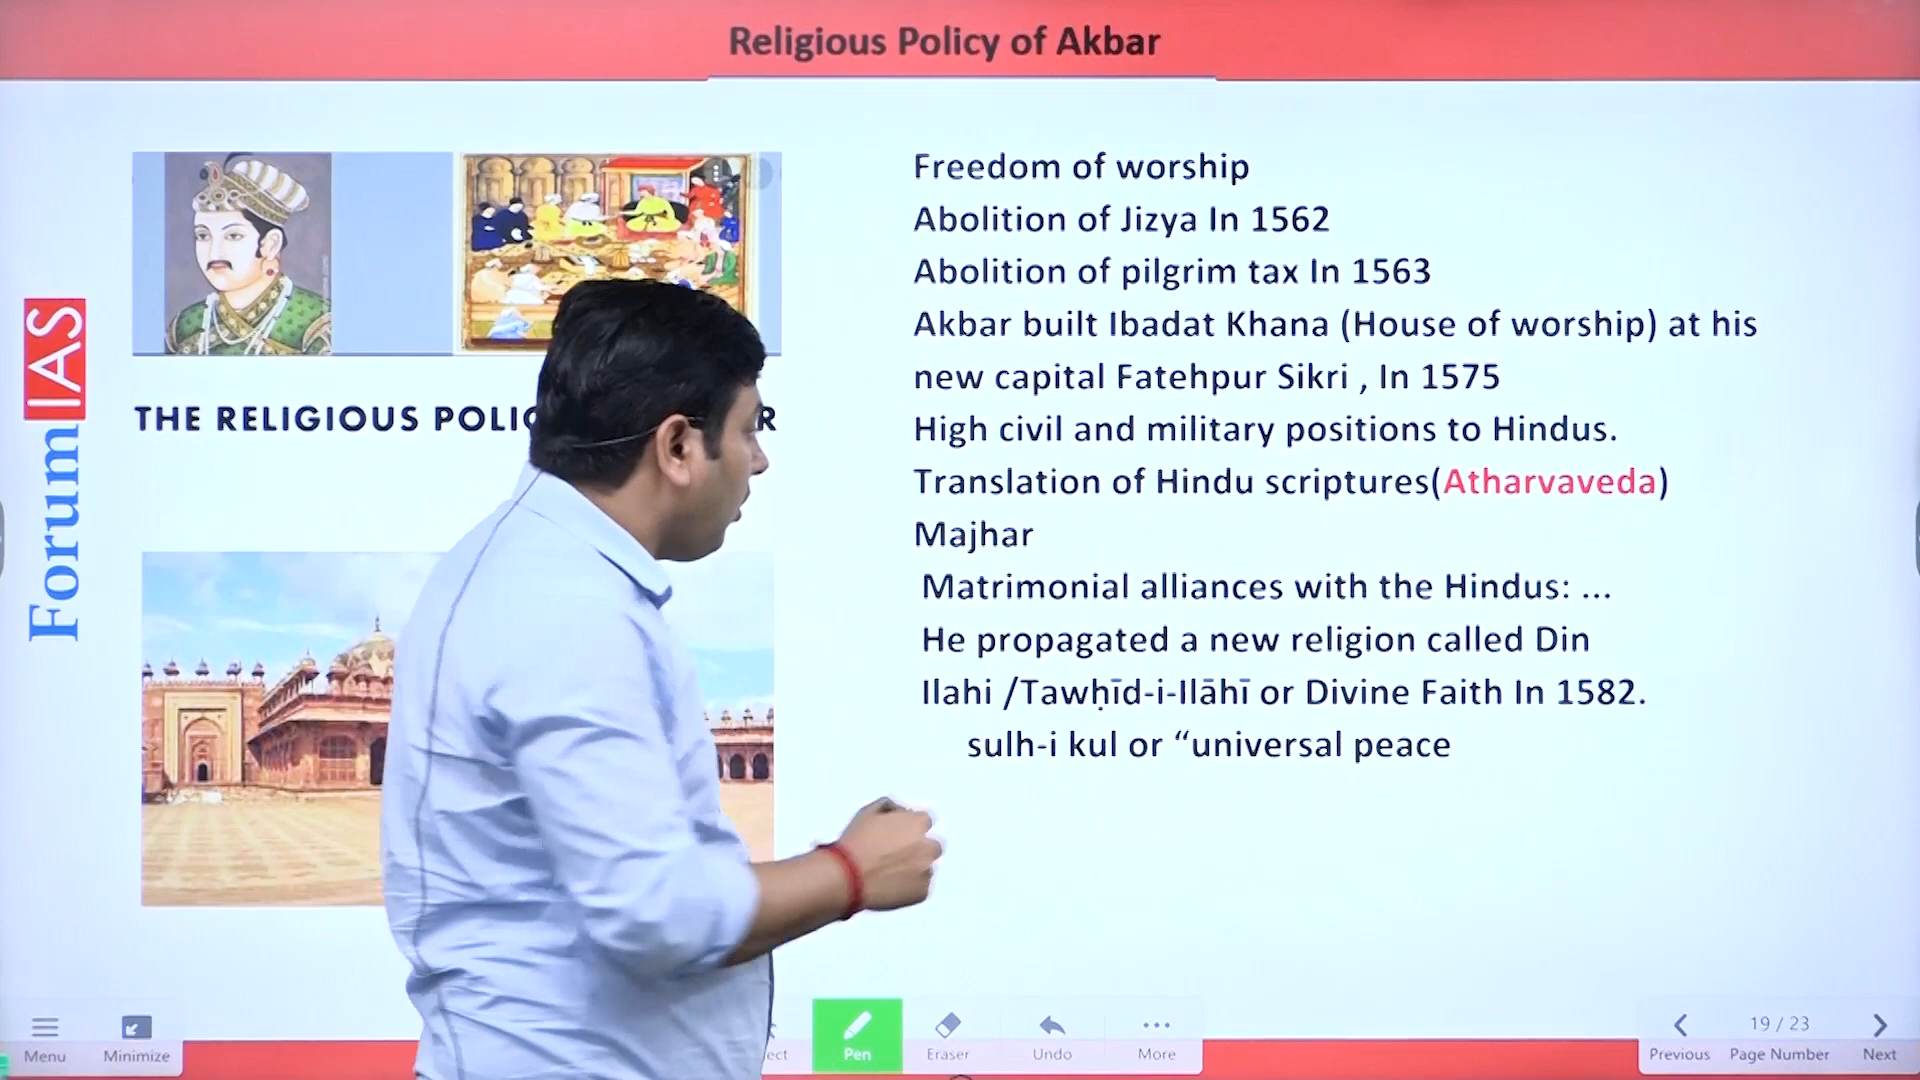 Religious Policy of Akbar
Forum IAS
THE RELIGIOUS
Freedom of worship
Abolition of Jizya In 1562
Abolition of pilgrim tax In 1563
Akbar built Ibadat Khana (House of worship) at his
new capital Fatehpur Sikri , In 1575
High civil and military positions to Hindus.
Translation of Hindu scriptures(Atharvaveda)
Majhar
Matrimonial alliances with the Hindus: ...
He propagated a new religion called Din
Ilahi /Tawḥīd-i-Ilāhī or Divine Faith In 1582.
sulh-i kul or “universal peace
Menu
Minimize
Pen
Eraser
Undo
More
19 / 23
Previous
Page Number
Next